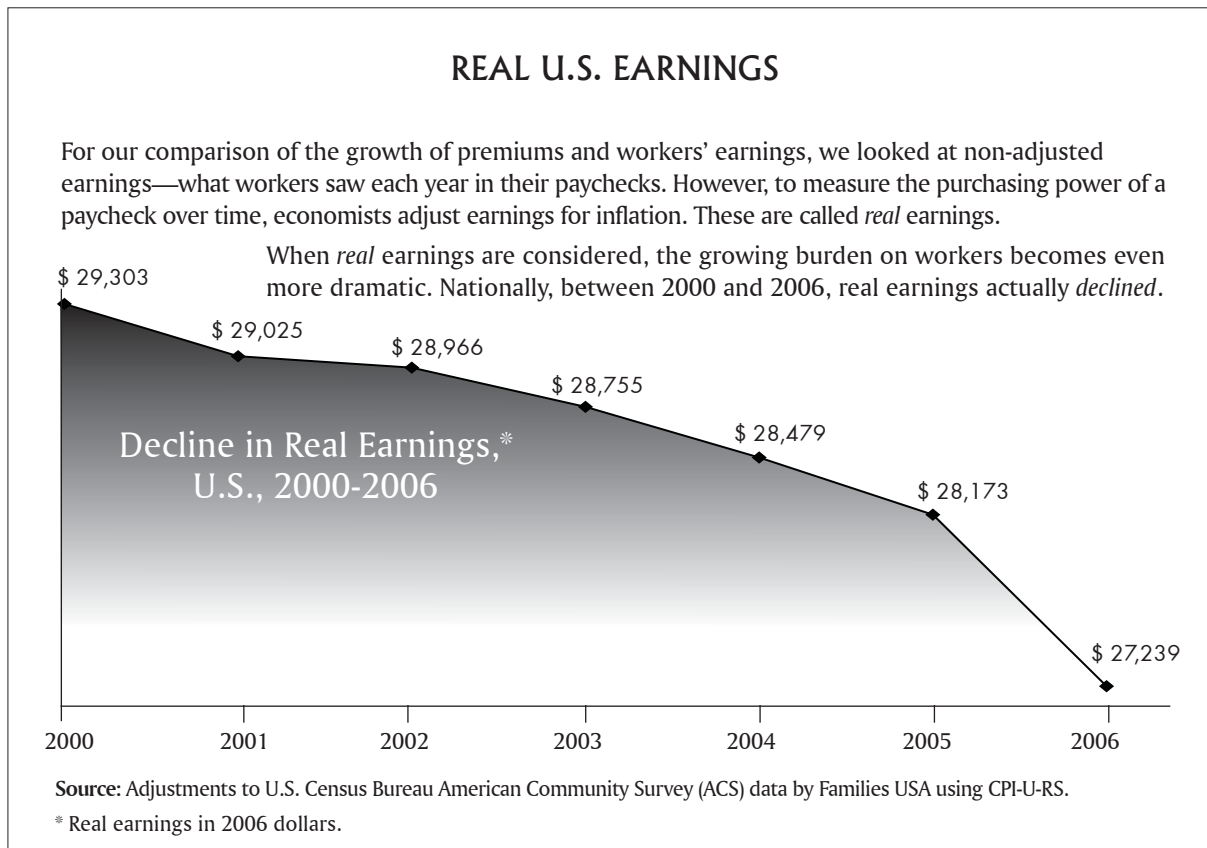 REAL U.S. EARNINGS
For our comparison of the growth of premiums and workers’ earnings, we looked at non-adjusted
earnings—what workers saw each year in their paychecks. However, to measure the purchasing power of a
paycheck over time, economists adjust earnings for inflation. These are called real earnings.
When real earnings are considered, the growing burden on workers becomes even
more dramatic. Nationally, between 2000 and 2006, real earnings actually declined.
$ 29,303
$ 29,025
$ 28,966
$ 28,755
$ 28,479
$ 28,173
$ 27,239
Decline in Real Earnings,*
U.S., 2000-2006
2000 2001 2002 2003 2004 2005 2006
Source: Adjustments to U.S. Census Bureau American Community Survey (ACS) data by Families USA using CPI-U-RS.
* Real earnings in 2006 dollars.